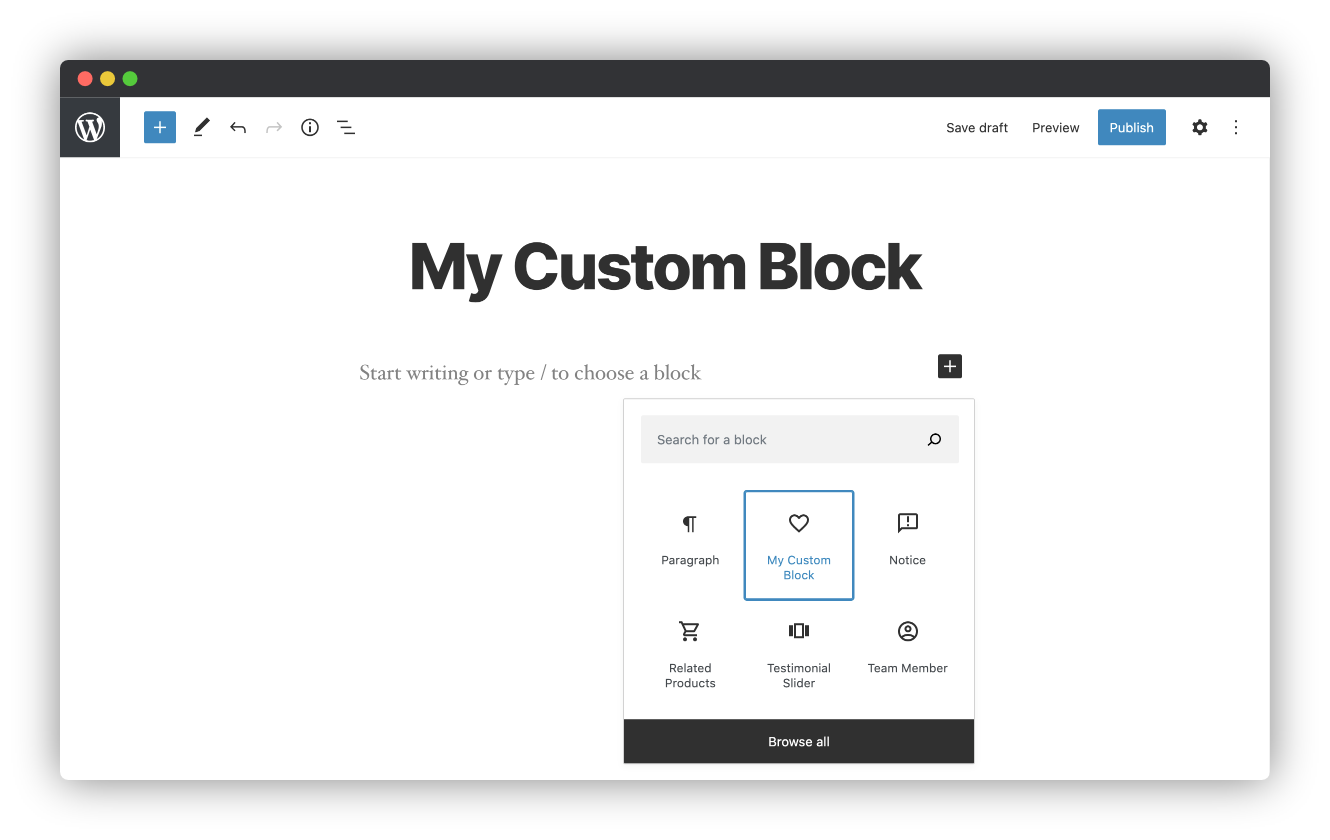 Save draft Preview Publish
My Custom Block
Start writing or type / to choose a block
Search for a block
Paragraph My Custom Block Notice
Related Products Testimonial Slider Team Member
Browse all